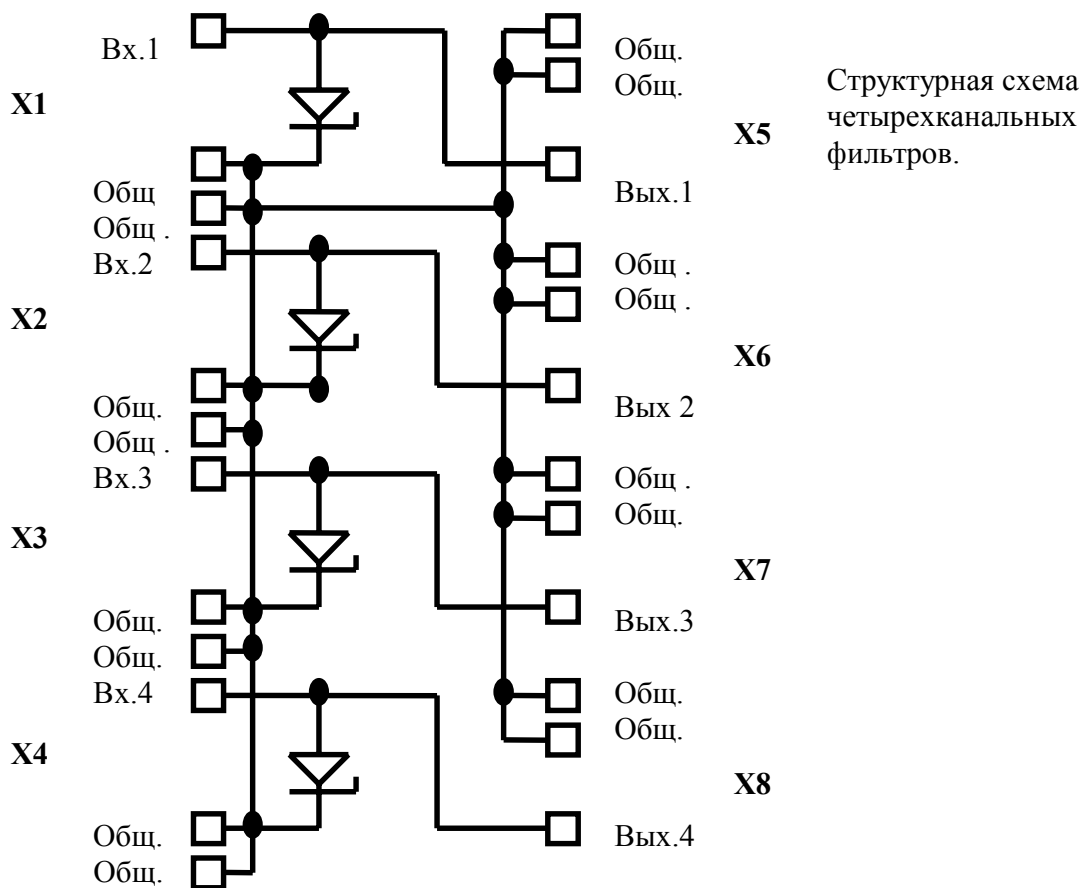 Вх.1
X1
Общ
Общ .
Вх.2
X2
Общ.
Общ .
Вх.3
X3
Общ.
Общ.
Вх.4
X4
Общ.
Общ.
Общ.
Общ.
X5
Вых.1
Общ .
Общ .
X6
Вых 2
Общ .
Общ.
X7
Вых.3
Общ.
Общ.
X8
Вых.4
Структурная схема
четырехканальных
фильтров.